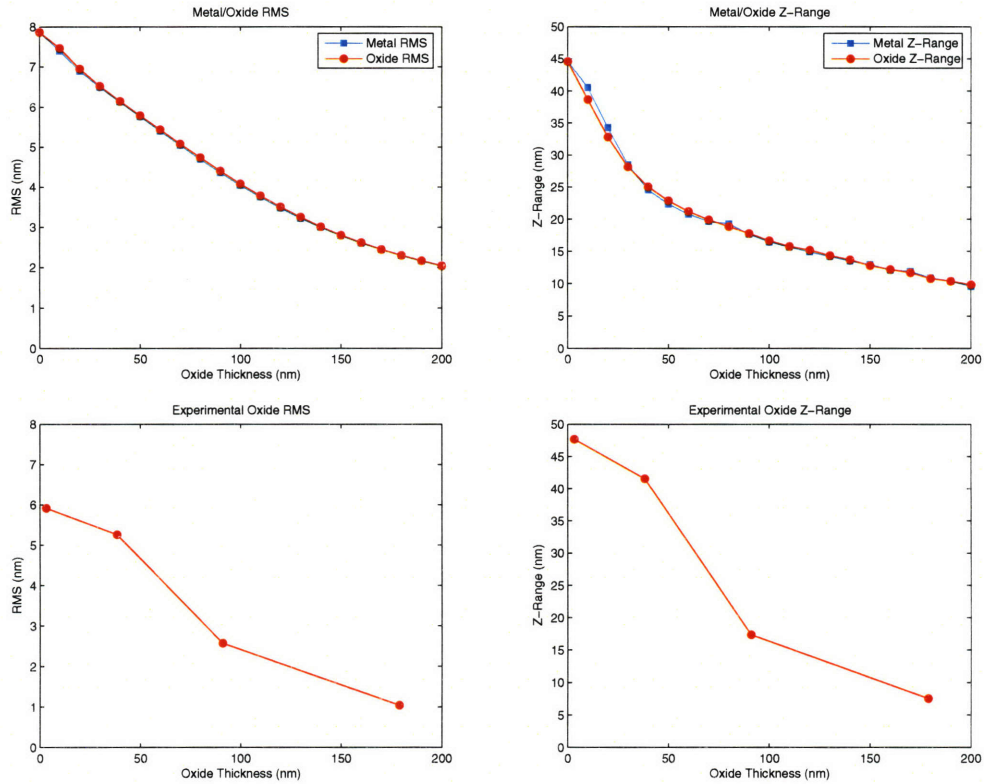 Metal/Oxide RMS
8
7
6
5
4
3
2
1
0
RMS (nm)
Metal RMS
Oxide RMS
0 50 100 150 200
Oxide Thickness (nm)
Metal/Oxide Z-Range
50
45
40
35
30
25
20
15
10
5
0
Z-Range (nm)
Metal Z-Range
Oxide Z-Range
0 50 100 150 200
Oxide Thickness (nm)
Experimental Oxide RMS
8
7
6
5
4
3
2
1
0
RMS (nm)
0 50 100 150 200
Oxide Thickness (nm)
Experimental Oxide Z-Range
50
45
40
35
30
25
20
15
10
5
0
Z-Range (nm)
0 50 100 150 200
Oxide Thickness (nm)